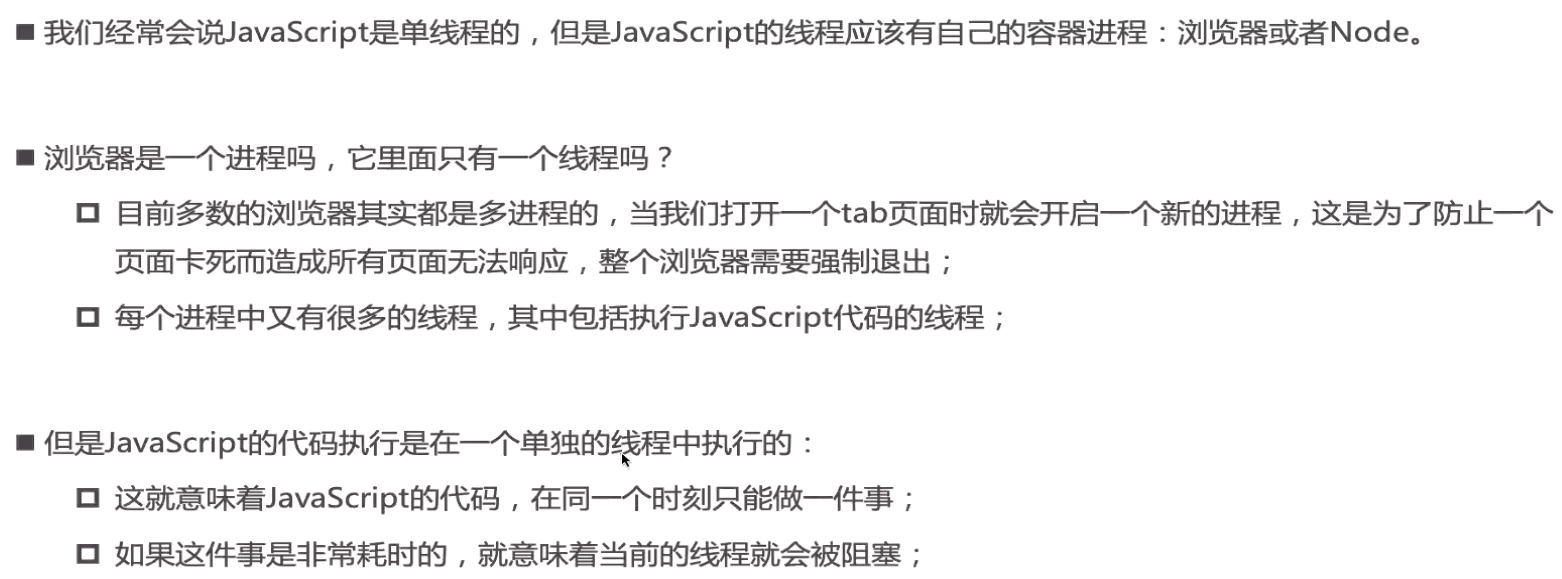 我们经常会说JavaScript是单线程的，但是JavaScript的线程应该有自己的容器进程：浏览器或者Node。
浏览器是一个进程吗，它里面只有一个线程吗？
目前多数的浏览器其实都是多进程的，当我们打开一个tab页面时就会开启一个新的进程，这是为了防止一个
页面卡死而造成所有页面无法响应，整个浏览器需要强制退出；
每个进程中又有很多的线程，其中包括执行JavaScript代码的线程；
但是JavaScript的代码执行是在一个单独的线程中执行的：
这就意味着JavaScript的代码，在同一个时刻只能做一件事；
如果这件事是非常耗时的，就意味着当前的线程就会被阻塞；